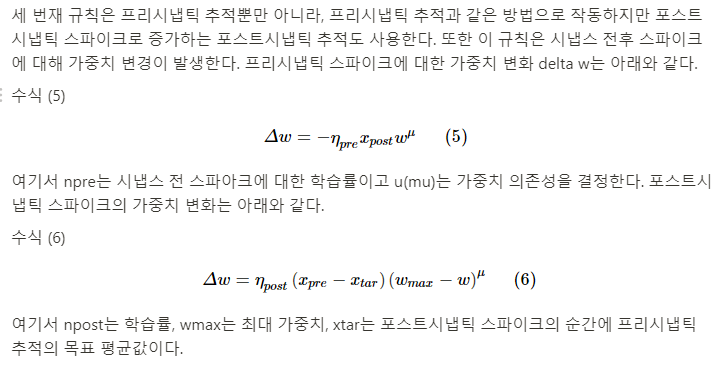 세 번재 규칙은 프리시냅틱 추적뿐만 아니라, 프리시냅틱 추적과 같은 방법으로 작동하지만 포스트
시냅틱 스파이크로 증가하는 포스트시냅틱 추적도 사용한다. 또한 이 규칙은 시냅스 전후 스파이크
에 대해 가중치 변경이 발생한다. 프리시냅틱 스파이크에 대한 가중치 변화 delta w는 아래와 같다.
수식 (5)
Δw = −η_pre x_post w^μ (5)
여기서 npre는 시냅스 전 스파아크에 대한 학습률이고 u(mu)는 가중치 의존성을 결정한다. 포스트시
냅틱 스파이크의 가중치 변화는 아래와 같다.
수식 (6)
Δw = η_post (x_pre − x_tar) (w_max − w)^μ (6)
여기서 npost는 학습률, wmax는 최대 가중치, xtar는 포스트시냅틱 스파이크의 순간에 프리시냅틱
추적의 목표 평균값이다.